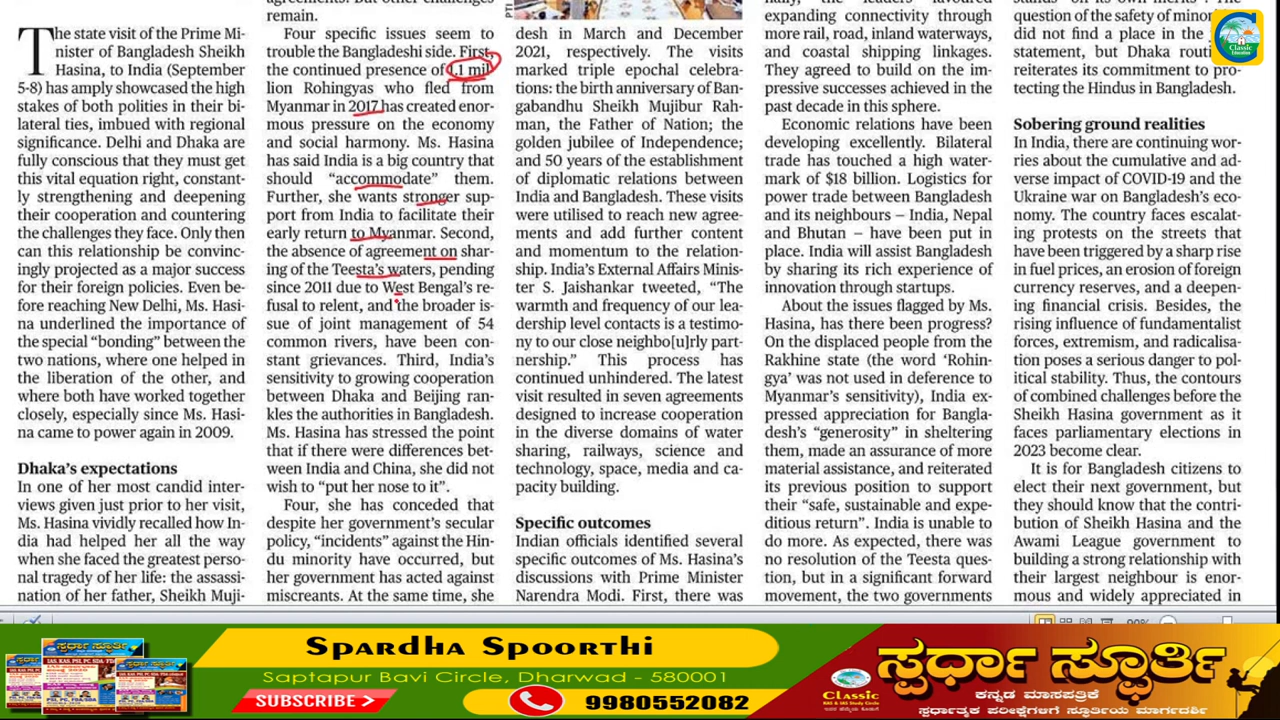 The state visit of the Prime Mi-
nister of Bangladesh Sheikh
Hasina, to India (September
5-8) has amply showcased the high
stakes of both polities in their bi-
lateral ties, imbued with regional
significance. Delhi and Dhaka are
fully conscious that they must get
this vital equation right, constant-
ly strengthening and deepening
their cooperation and countering
the challenges they face. Only then
can this relationship be convinc-
ingly projected as a major success
for their foreign policies. Even be-
fore reaching New Delhi, Ms. Hasi-
na underlined the importance of
the special “bonding” between the
two nations, where one helped in
the liberation of the other, and
where both have worked together
closely, especially since Ms. Hasi-
na came to power again in 2009.
Dhaka’s expectations
In one of her most candid inter-
views given just prior to her visit,
Ms. Hasina vividly recalled how In-
dia had helped her all the way
when she faced the greatest perso-
nal tragedy of her life: the assassi-
nation of her father, Sheikh Muji-
remain.
Four specific issues seem to
trouble the Bangladeshi side. First,
the continued presence of 1.1 mil-
lion Rohingyas who fled from
Myanmar in 2017 has created enor-
mous pressure on the economy
and social harmony. Ms. Hasina
has said India is a big country that
should “accommodate” them.
Further, she wants stronger sup-
port from India to facilitate their
early return to Myanmar. Second,
the absence of agreement on shar-
ing of the Teesta’s waters, pending
since 2011 due to West Bengal’s re-
fusal to relent, and the broader is-
sue of joint management of 54
common rivers, have been con-
stant grievances. Third, India’s
sensitivity to growing cooperation
between Dhaka and Beijing ran-
kles the authorities in Bangladesh.
Ms. Hasina has stressed the point
that if there were differences bet-
ween India and China, she did not
wish to “put her nose to it”.
Four, she has conceded that
despite her government’s secular
policy, “incidents” against the Hin-
du minority have occurred, but
her government has acted against
miscreants. At the same time, she
PTI
desh in March and December
2021 respectively. The visits
marked triple epochal celebra-
tions: the birth anniversary of Ban-
gabandhu Sheikh Mujibur Rah-
man, the Father of Nation; the
golden jubilee of Independence;
and 50 years of the establishment
of diplomatic relations between
India and Bangladesh. These visits
were utilised to reach new agree-
ments and add further content
and momentum to the relation-
ship. India’s External Affairs Minis-
ter S. Jaishankar tweeted, “The
warmth and frequency of our lea-
dership level contacts is a testimo-
ny to our close neighbo[u]rly part-
nership.” This process has
continued unhindered. The latest
visit resulted in seven agreements
designed to increase cooperation
in the diverse domains of water
sharing, railways, science and
technology, space, media and ca-
pacity building.
Specific outcomes
Indian officials identified several
specific outcomes of Ms. Hasina’s
discussions with Prime Minister
Narendra Modi. First, there was
nally, the leaders favoured
expanding connectivity through
more rail, road, inland waterways,
and coastal shipping linkages.
They agreed to build on the im-
pressive successes achieved in the
past decade in this sphere.
Economic relations have been
developing excellently. Bilateral
trade has touched a high water-
mark of $18 billion. Logistics for
power trade between Bangladesh
and its neighbours – India, Nepal
and Bhutan – have been put in
place. India will assist Bangladesh
by sharing its rich experience of
innovation through startups.
About the issues flagged by Ms.
Hasina, has there been progress?
On the displaced people from the
Rakhine state (the word ‘Rohin-
gya’ was not used in deference to
Myanmar’s sensitivity), India ex-
pressed appreciation for Bangla-
desh’s “generosity” in sheltering
them, made an assurance of more
material assistance, and reiterated
its previous position to support
their “safe, sustainable and expe-
ditious return”. India is unable to
do more. As expected, there was
no resolution of the Teesta ques-
tion, but in a significant forward
movement, the two governments
question of the safety of minor
did not find a place in the
statement, but Dhaka
reiterates its commitment to pro-
tecting the Hindus in Bangladesh.
Sobering ground realities
In India, there are continuing wor-
ries about the cumulative and ad-
verse impact of COVID-19 and the
Ukraine war on Bangladesh’s eco-
nomy. The country faces escalat-
ing protests on the streets that
have been triggered by a sharp rise
in fuel prices, an erosion of foreign
currency reserves, and a deepen-
ing financial crisis. Besides, the
rising influence of fundamentalist
forces, extremism, and radicalisa-
tion poses a serious danger to pol-
itical stability. Thus, the contours
of combined challenges before the
Sheikh Hasina government as it
faces parliamentary elections in
2023 become clear.
It is for Bangladesh citizens to
elect their next government, but
they should know that the contri-
bution of Sheikh Hasina and the
Awami League government to
building a strong relationship with
their largest neighbour is enor-
mous and widely appreciated in
Classic
Education
90%
Spardha Spoorthi
Saptapur Bavi Circle, Dharwad - 580001
SUBSCRIBE
9980552082
Classic
KAS & IAS Study Circle
ಸ್ಪರ್ಧಾ ಸ್ಫೂರ್ತಿ
ಕನ್ನಡ ಮಾಸಪತ್ರಿಕೆ
ಸ್ಪರ್ಧಾತ್ಮಕ ಪರೀಕ್ಷೆಗಳಿಗೆ ಸ್ಫೂರ್ತಿಯ ಮಾರ್ಗದರ್ಶಿ